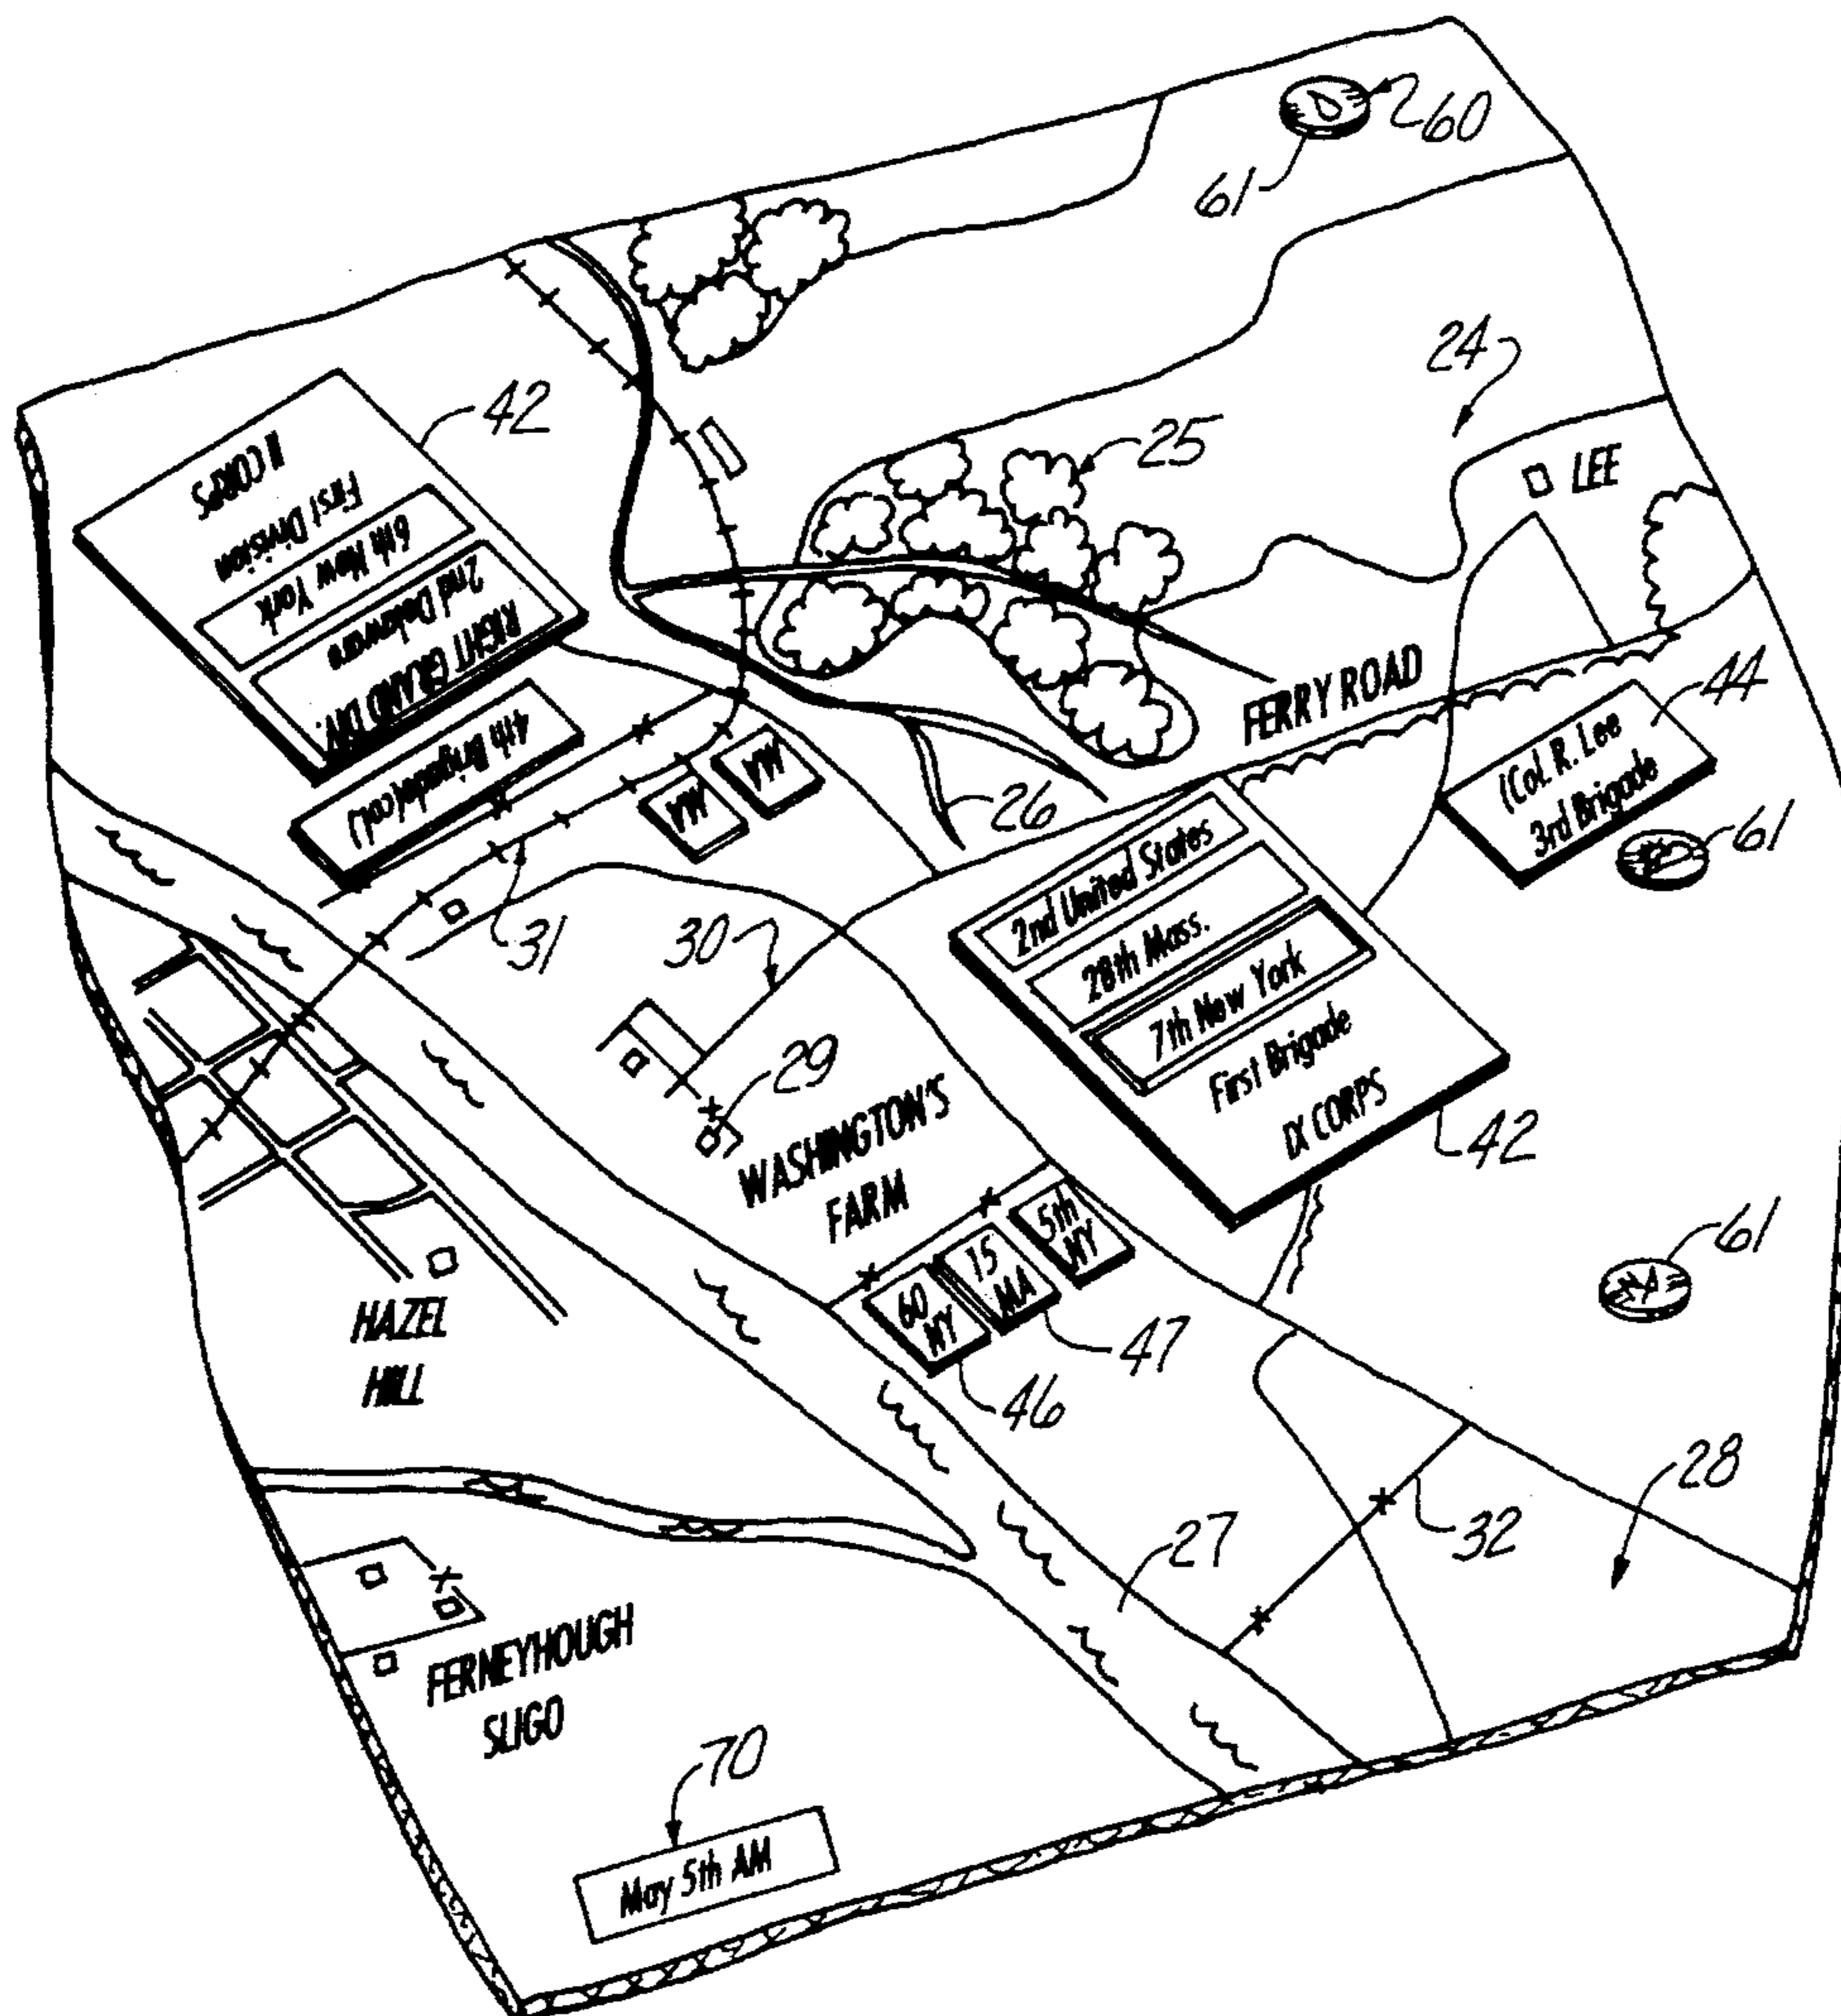 60
61
24
42
25
LEE
II CORPS
First Division
6th New York
2nd Delaware
RIGHT GRAND DIV.
4th Brigade (Col.)
FERRY ROAD
44
(Col. R. Lee
3rd Brigade
MA
26
61
2nd United States
28th Mass.
7th New York
First Brigade
IX CORPS
31
30
29
42
WASHINGTON'S
FARM
61
5th
NY
15
MA
60
NY
47
46
HAZEL
HILL
28
27
32
FERNEYHOUGH
SLIGO
70
May 5th AM